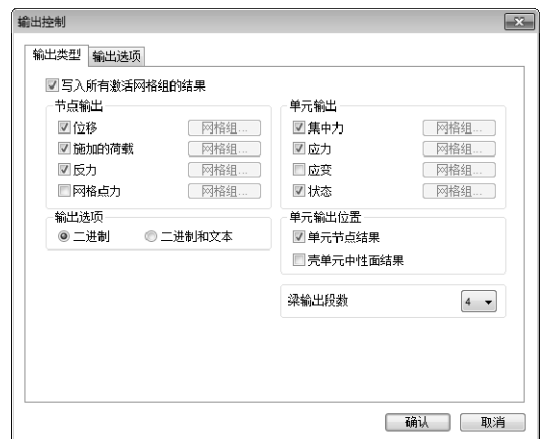 输出控制
输出类型 输出选项
写入所有激活网格组的结果
节点输出
位移 网格组...
施加的荷载 网格组...
反力 网格组...
网格点力 网格组...
输出选项
二进制 二进制和文本
单元输出
集中力 网格组...
应力 网格组...
应变 网格组...
状态 网格组...
单元输出位置
单元节点结果
壳单元中性面结果
梁输出段数 4
确认 取消